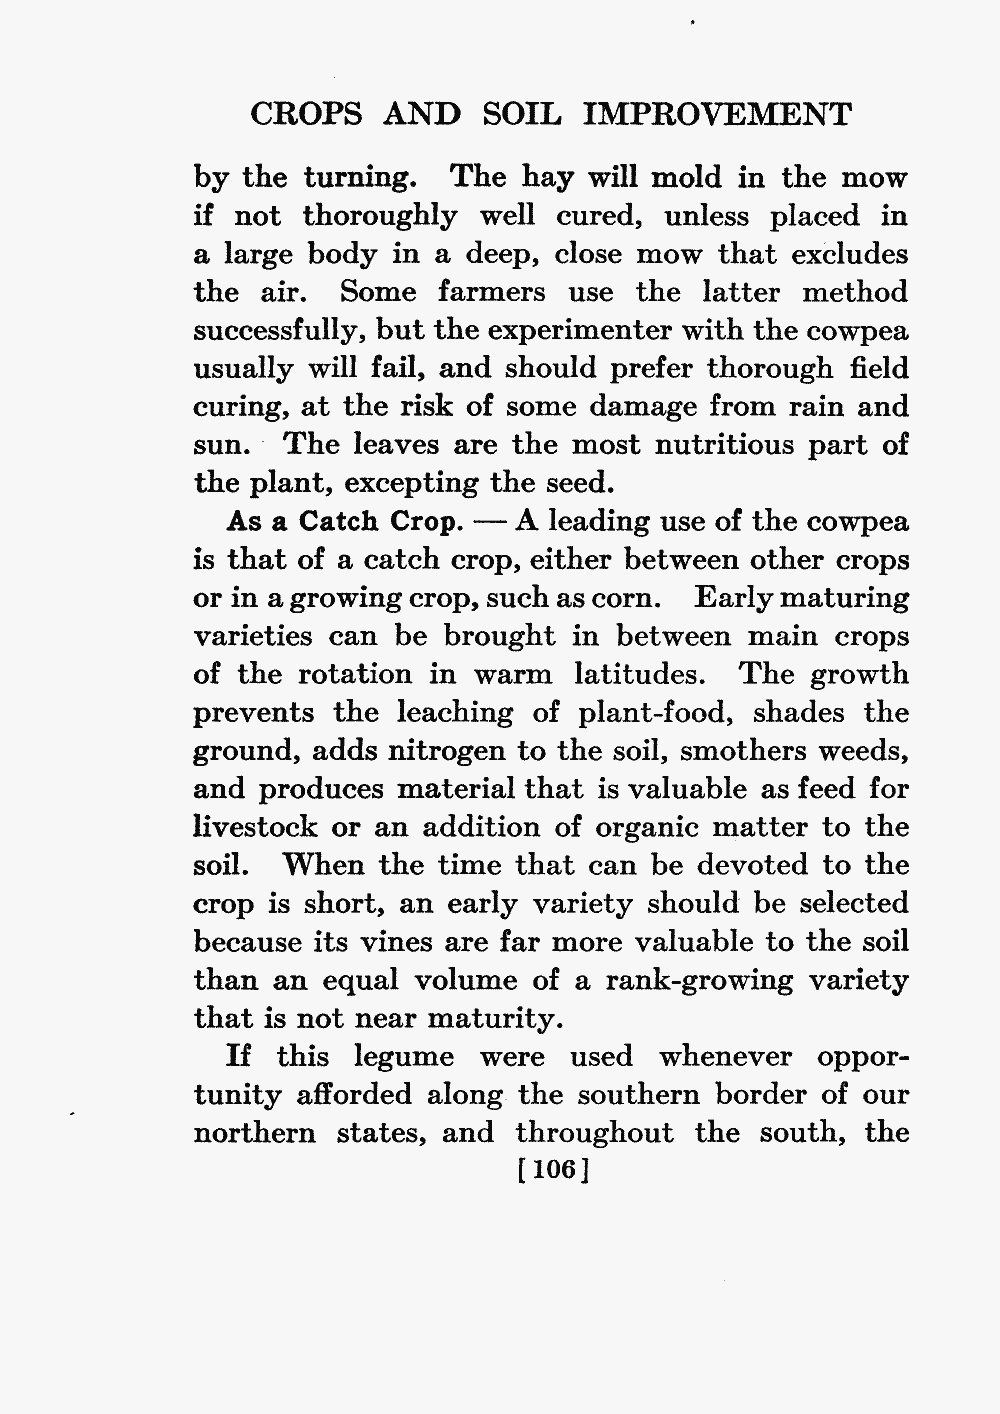 CROPS AND SOIL IMPROVEMENT
by the turning. The hay will mold in the mow
if not thoroughly well cured, unless placed in
a large body in a deep, close mow that excludes
the air. Some farmers use the latter method
successfully, but the experimenter with the cowpea
usually will fail, and should prefer thorough field
curing, at the risk of some damage from rain and
sun. The leaves are the most nutritious part of
the plant, excepting the seed.
As a Catch Crop. — A leading use of the cowpea
is that of a catch crop, either between other crops
or in a growing crop, such as corn. Early maturing
varieties can be brought in between main crops
of the rotation in warm latitudes. The growth
prevents the leaching of plant-food, shades the
ground, adds nitrogen to the soil, smothers weeds,
and produces material that is valuable as feed for
livestock or an addition of organic matter to the
soil. When the time that can be devoted to the
crop is short, an early variety should be selected
because its vines are far more valuable to the soil
than an equal volume of a rank-growing variety
that is not near maturity.
If this legume were used whenever oppor-
tunity afforded along the southern border of our
northern states, and throughout the south, the
[106]